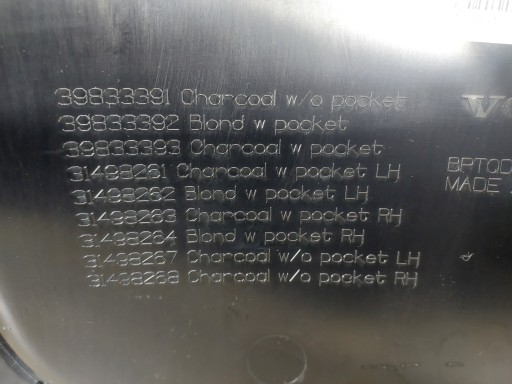 39833391 Charcoal w/o pocket
39833392 Blond w pocket
39833393 Charcoal w pocket
31498261 Charcoal w pocket LH
31498262 Blond w pocket LH
31498263 Charcoal w pocket RH
31498264 Blond w pocket RH
31498267 Charcoal w/o pocket LH
31498268 Charcoal w/o pocket RH
MADE